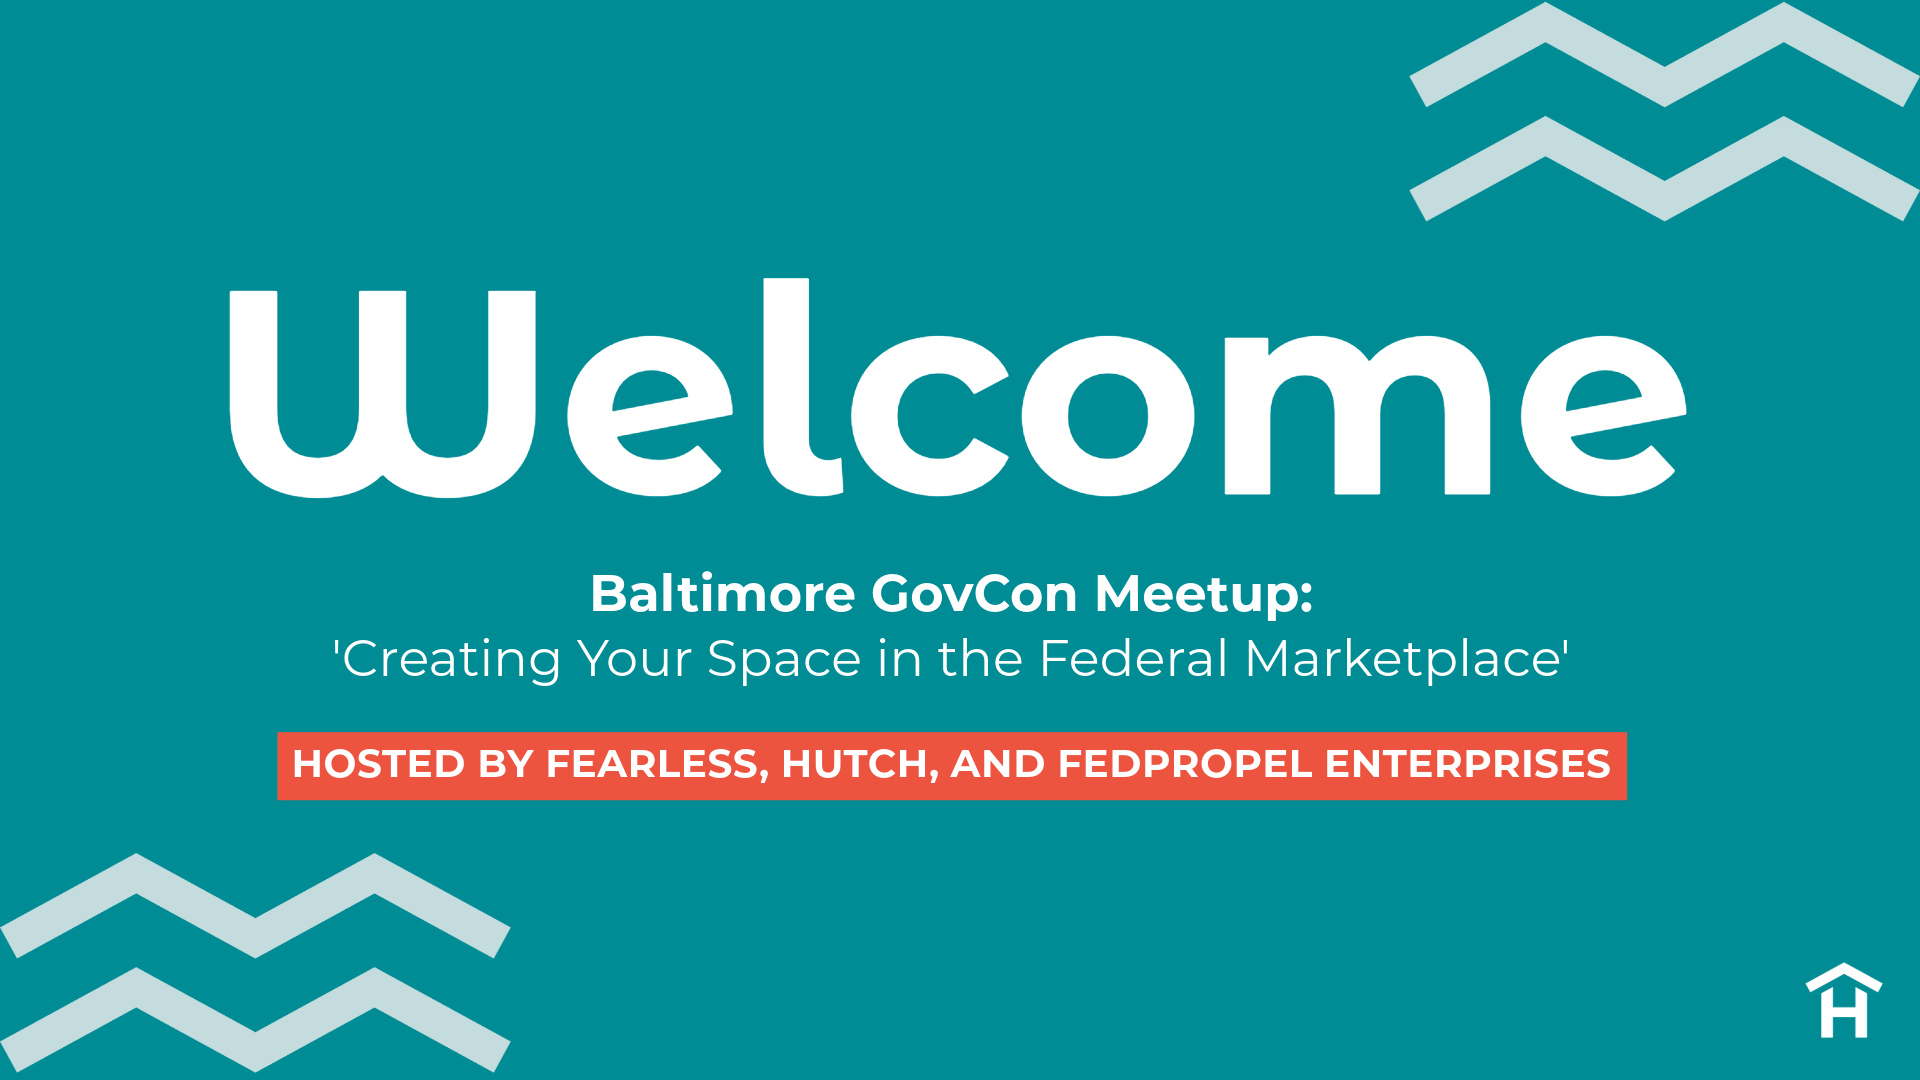 Welcome
Baltimore GovCon Meetup:
'Creating Your Space in the Federal Marketplace'
HOSTED BY FEARLESS, HUTCH, AND FEDPROPEL ENTERPRISES
H